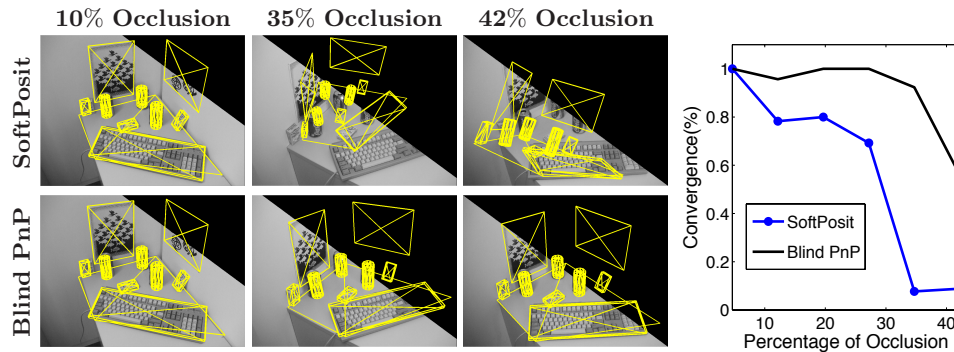 10% Occlusion
35% Occlusion
42% Occlusion
SoftPosit
Blind PnP
Convergence(%)
1
0.8
0.6
0.4
0.2
0
SoftPosit
Blind PnP
10
20
30
40
Percentage of Occlusion